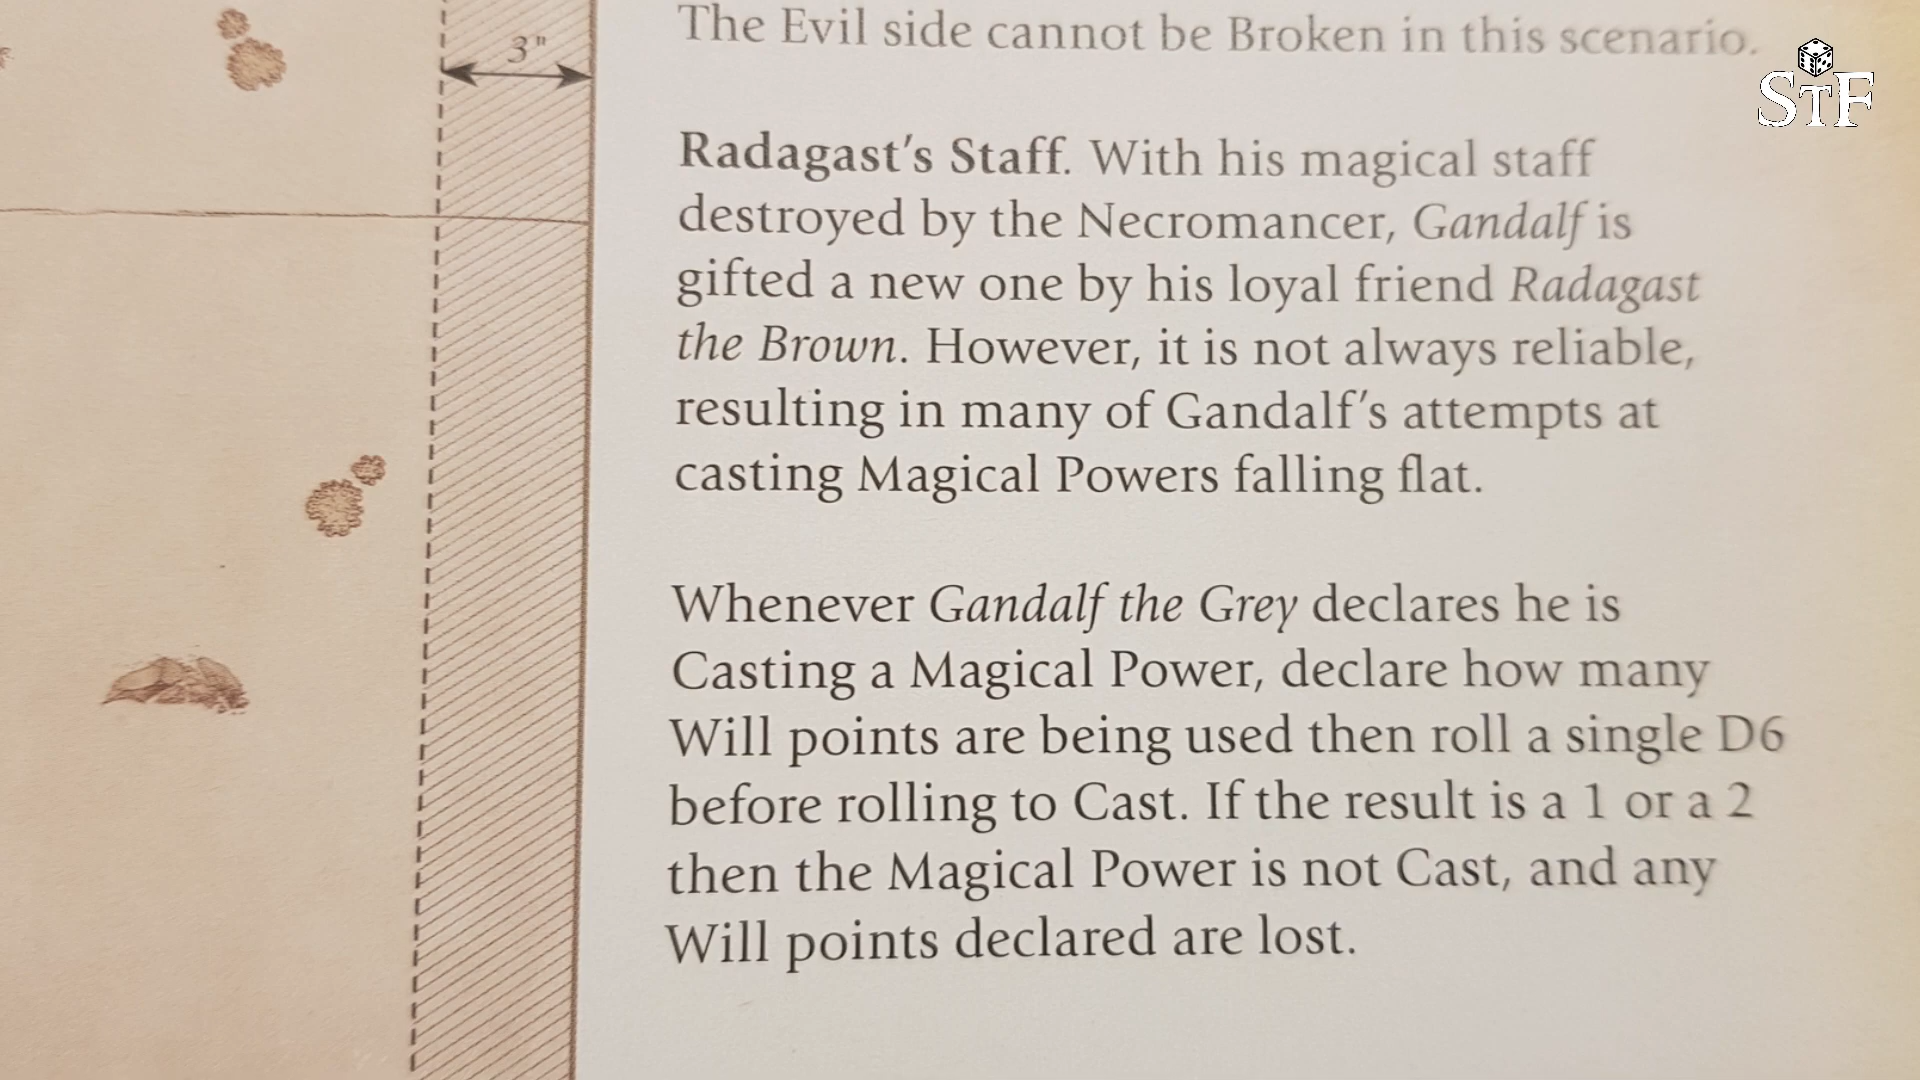 3"
The Evil side cannot be Broken in this scenario.
STF
Radagast's Staff. With his magical staff
destroyed by the Necromancer, Gandalf is
gifted a new one by his loyal friend Radagast
the Brown. However, it is not always reliable,
resulting in many of Gandalf's attempts at
casting Magical Powers falling flat.
Whenever Gandalf the Grey declares he is
Casting a Magical Power, declare how many
Will points are being used then roll a single D6
before rolling to Cast. If the result is a 1 or a 2
then the Magical Power is not Cast, and any
Will points declared are lost.